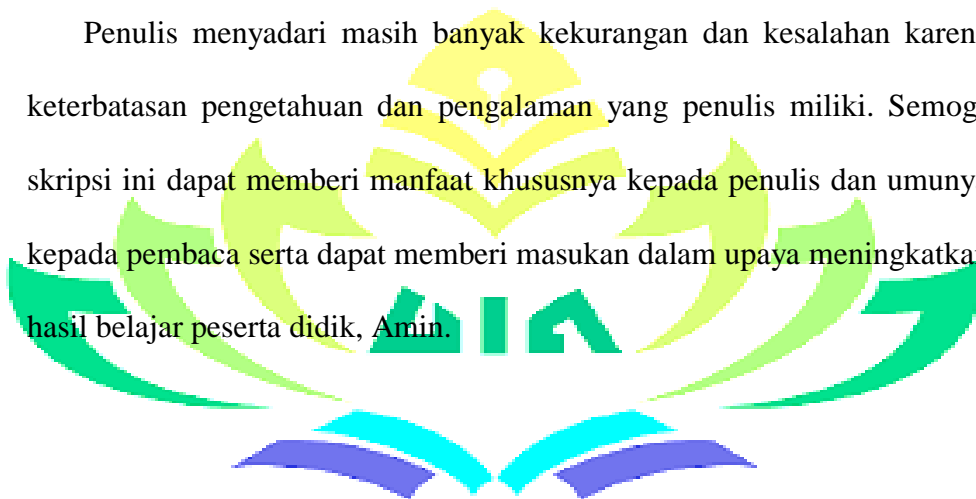 Penulis menyadari masih banyak kekurangan dan kesalahan karen
keterbatasan pengetahuan dan pengalaman yang penulis miliki. Semog
skripsi ini dapat memberi manfaat khususnya kepada penulis dan umuny
kepada pembaca serta dapat memberi masukan dalam upaya meningkatka
hasil belajar peserta didik, Amin.